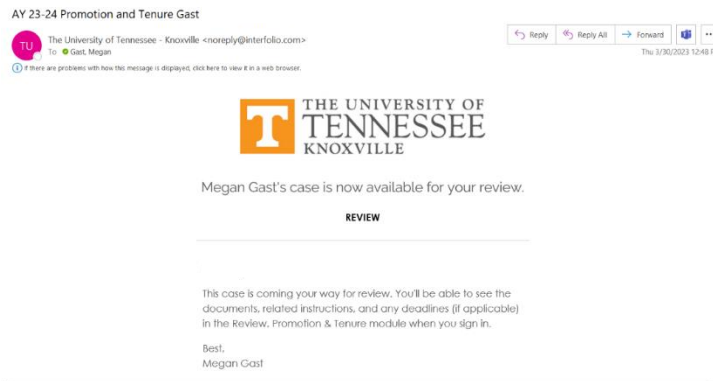 AY 23-24 Promotion and Tenure Gast
TU
The University of Tennessee - Knoxville <noreply@interfolio.com>
To Gast, Megan
Reply Reply All Forward
Thu 3/30/2023 12:48 P
If there are problems with how this message is displayed, click here to view it in a web browser.
T
THE UNIVERSITY OF
TENNESSEE
KNOXVILLE
Megan Gast's case is now available for your review.
REVIEW
This case is coming your way for review. You'll be able to see the
documents, related instructions, and any deadlines (if applicable)
in the Review, Promotion & Tenure module when you sign in.
Best,
Megan Gast